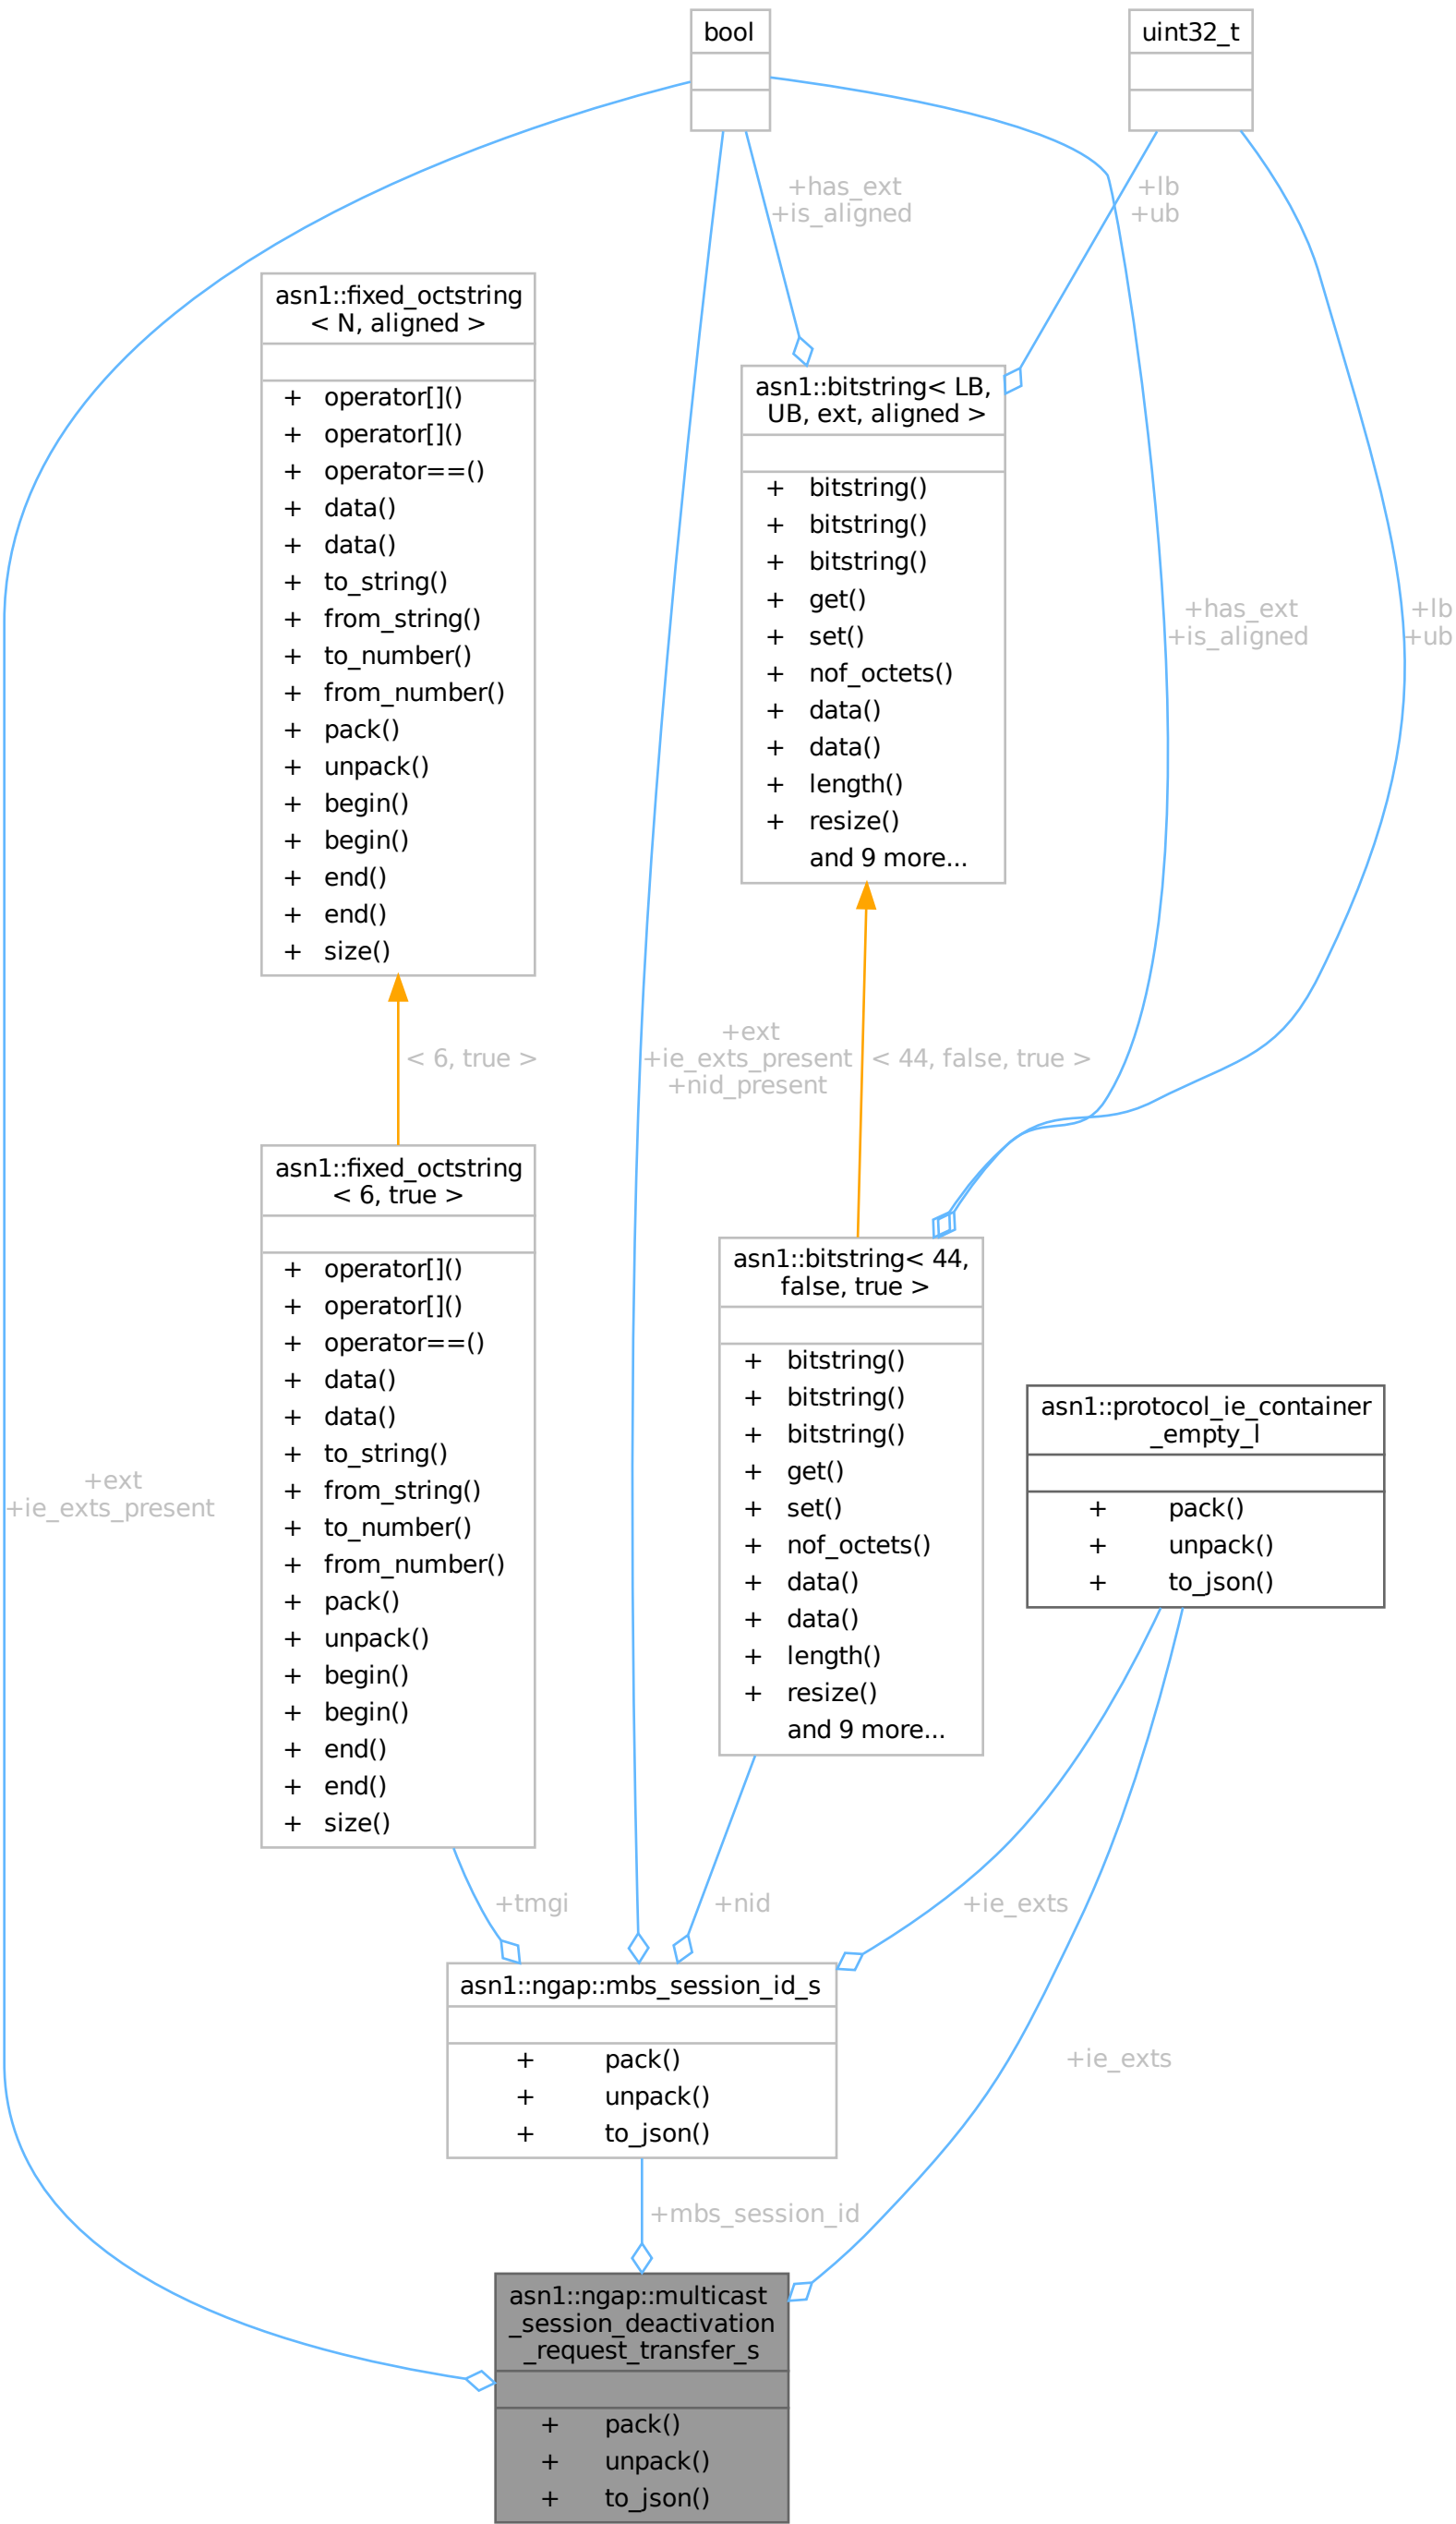 bool
uint32_t
+has_ext
+is_aligned
+lb
+ub
asn1::fixed_octstring
< N, aligned >
+ operator[]()
+ operator[]()
+ operator==()
+ data()
+ data()
+ to_string()
+ from_string()
+ to_number()
+ from_number()
+ pack()
+ unpack()
+ begin()
+ begin()
+ end()
+ end()
+ size()
asn1::bitstring< LB,
UB, ext, aligned >
+ bitstring()
+ bitstring()
+ bitstring()
+ get()
+ set()
+ nof_octets()
+ data()
+ data()
+ length()
+ resize()
and 9 more...
+has_ext
+is_aligned
+lb
+ub
< 6, true >
+ext
+ie_exts_present
+nid_present
< 44, false, true >
asn1::fixed_octstring
< 6, true >
+ operator[]()
+ operator[]()
+ operator==()
+ data()
+ data()
+ to_string()
+ from_string()
+ to_number()
+ from_number()
+ pack()
+ unpack()
+ begin()
+ begin()
+ end()
+ end()
+ size()
asn1::bitstring< 44,
false, true >
+ bitstring()
+ bitstring()
+ bitstring()
+ get()
+ set()
+ nof_octets()
+ data()
+ data()
+ length()
+ resize()
and 9 more...
asn1::protocol_ie_container
_empty_l
+ pack()
+ unpack()
+ to_json()
+ext
+ie_exts_present
+tmgi
+nid
+ie_exts
asn1::ngap::mbs_session_id_s
+ pack()
+ unpack()
+ to_json()
+ie_exts
+mbs_session_id
asn1::ngap::multicast
_session_deactivation
_request_transfer_s
+ pack()
+ unpack()
+ to_json()